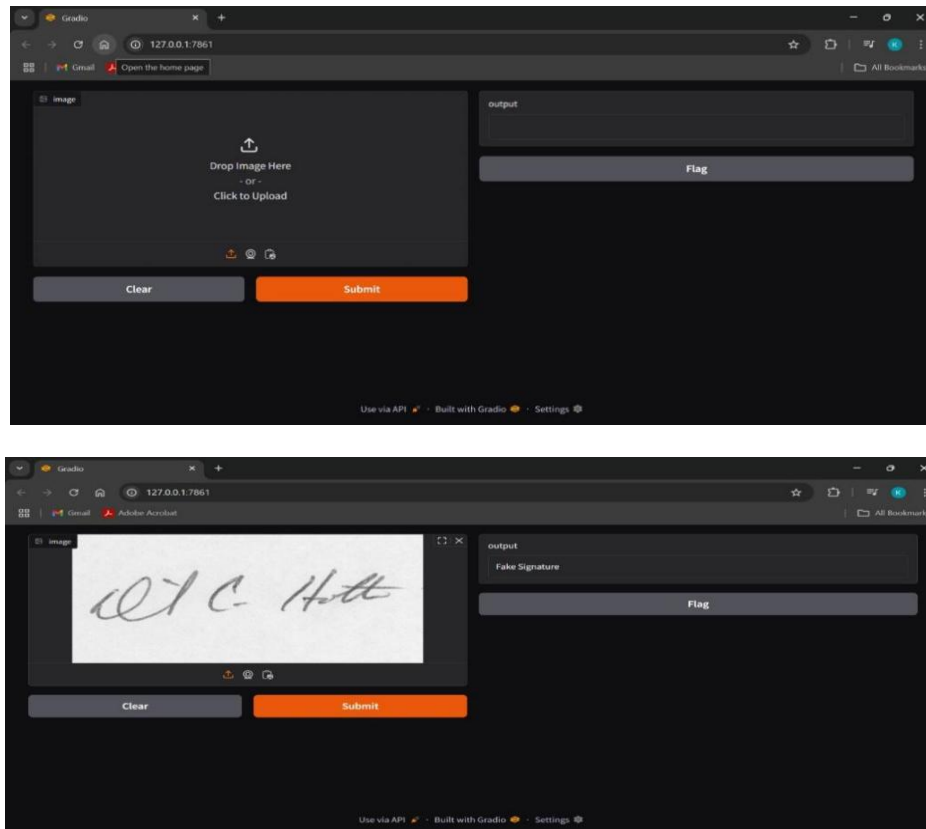 Gradio
127.0.0.1:7861
Gmail
Open the home page
All Bookmarks
image
Drop Image Here
- or -
Click to Upload
Clear
Submit
output
Flag
Use via API · Built with Gradio · Settings
Gradio
127.0.0.1:7861
Gmail
Adobe Acrobat
All Bookmark
image
C. Hott
Clear
Submit
output
Fake Signature
Flag
Use via API · Built with Gradio · Settings